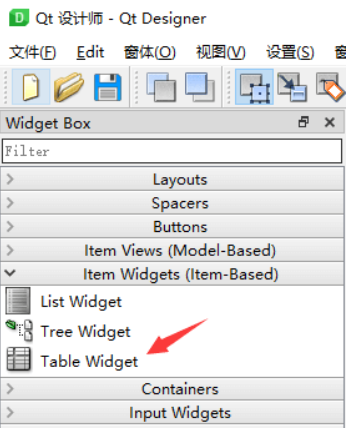 Qt 设计师 - Qt Designer
文件(F) Edit 窗体(O) 视图(V) 设置(S)
Widget Box
Filter
Layouts
Spacers
Buttons
Item Views (Model-Based)
Item Widgets (Item-Based)
List Widget
Tree Widget
Table Widget
Containers
Input Widgets